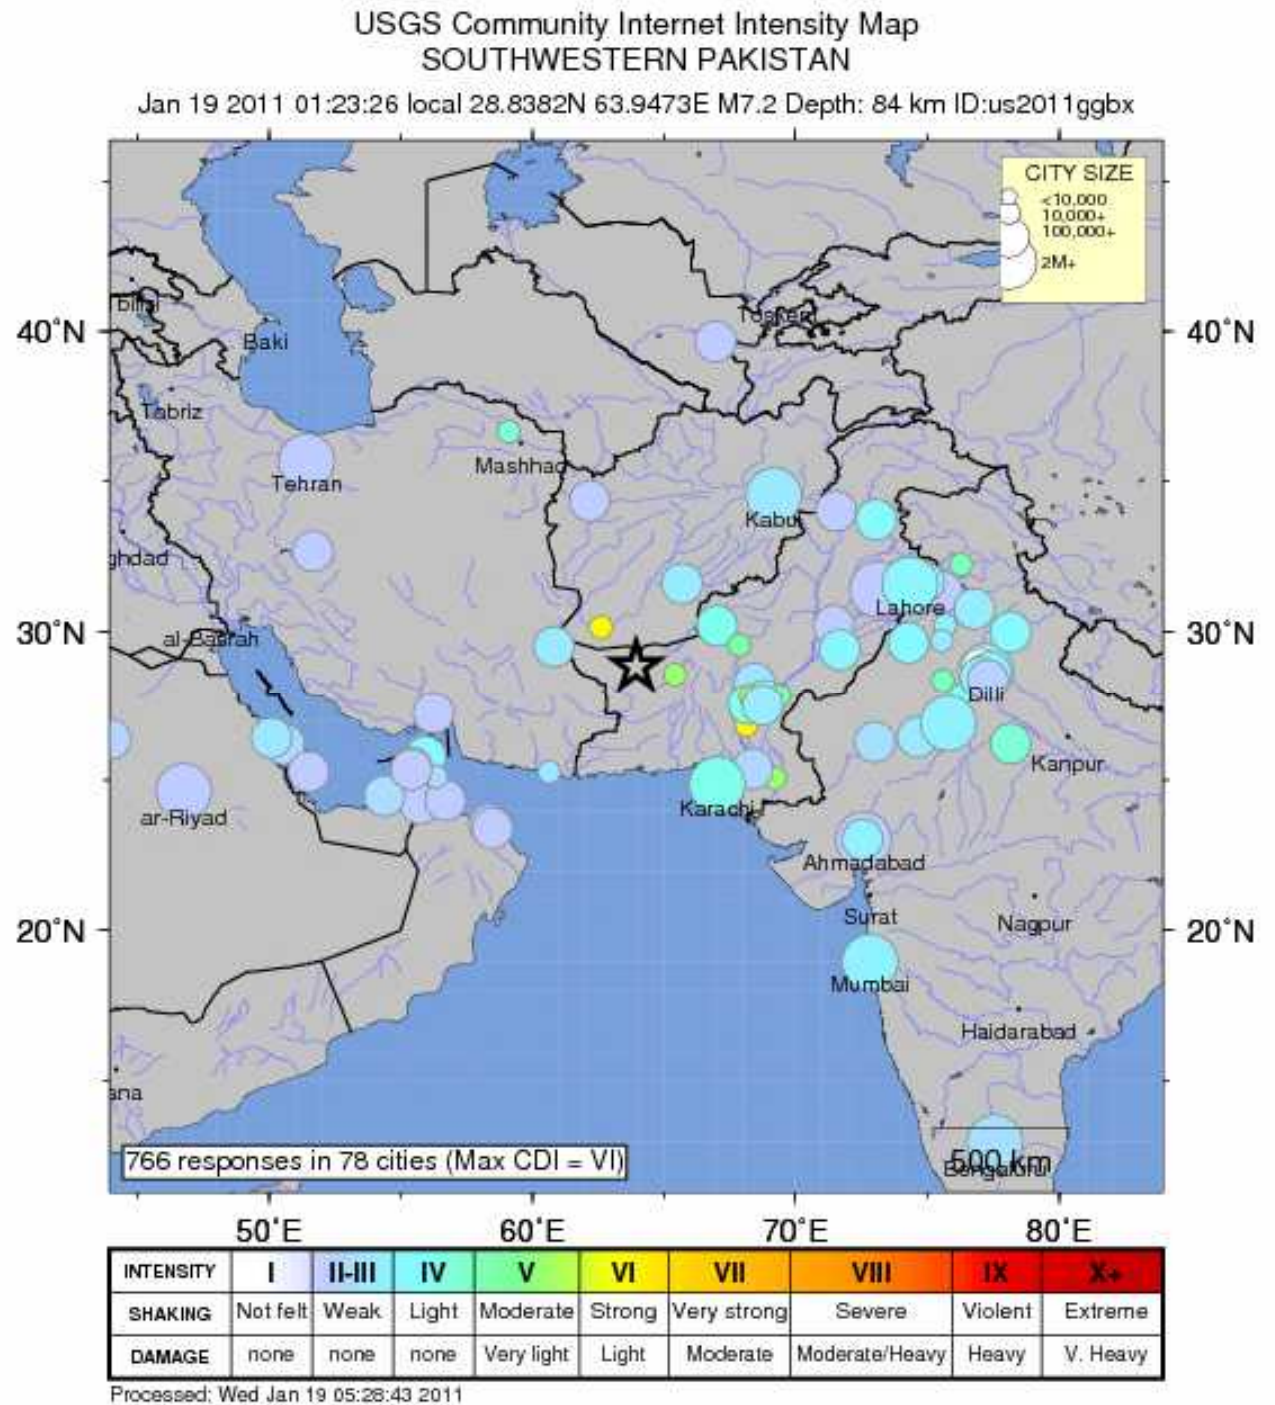 USGS Community Internet Intensity Map
SOUTHWESTERN PAKISTAN
Jan 19 2011 01:23:26 local 28.8382N 63.9473E M7.2 Depth: 84 km ID:us2011ggbx
CITY SIZE
<10,000
10,000+
100,000+
2M+
40°N
40°N
Baki
Tabriz
Mashhad
Tehran
Kabul
ghdad
Lahore
30°N
al-Basrah
30°N
Dilli
Kanpur
ar-Riyad
Karachi
Ahmadabad
20°N
Surat
Nagpur
20°N
Mumbai
Haidarabad
ana
766 responses in 78 cities (Max CDI = VI)
500 km
Bengaluru
50°E 60°E 70°E 80°E
INTENSITY I II-III IV V VI VII VIII IX X+
SHAKING Not felt Weak Light Moderate Strong Very strong Severe Violent Extreme
DAMAGE none none none Very light Light Moderate Moderate/Heavy Heavy V. Heavy
Processed: Wed Jan 19 05:28:43 2011